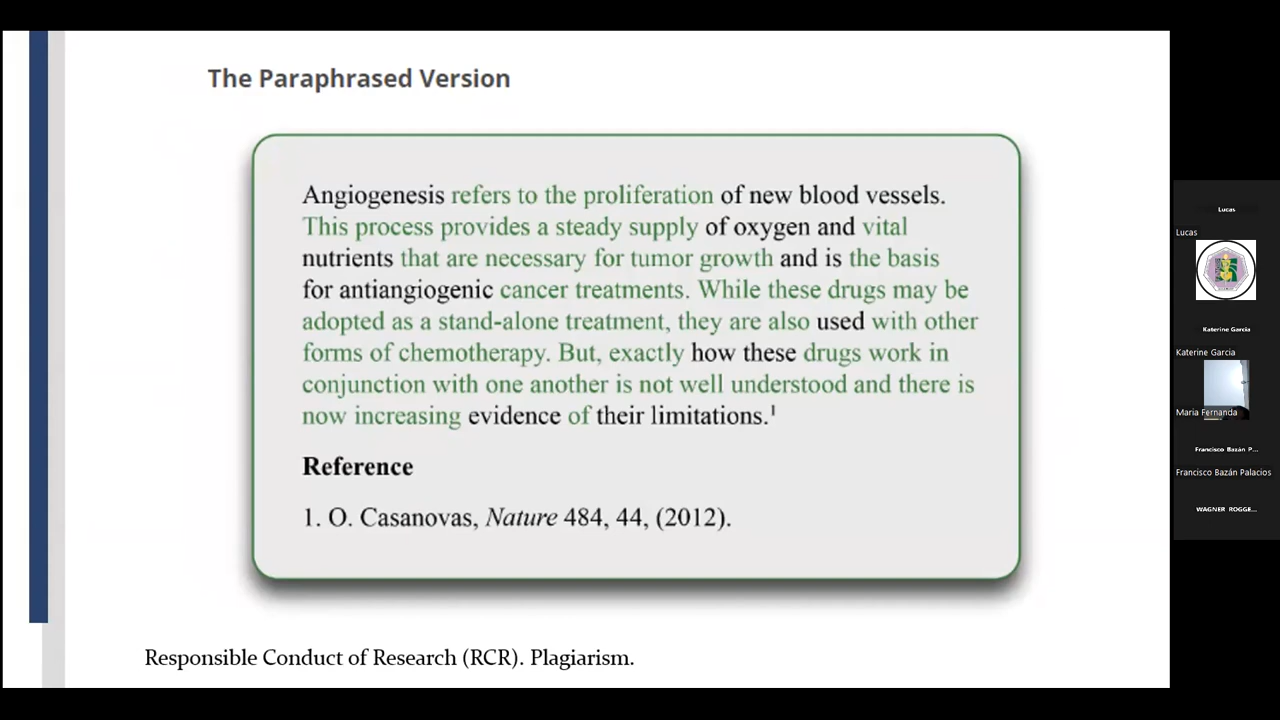 The Paraphrased Version
Angiogenesis refers to the proliferation of new blood vessels.
This process provides a steady supply of oxygen and vital
nutrients that are necessary for tumor growth and is the basis
for antiangiogenic cancer treatments. While these drugs may be
adopted as a stand-alone treatment, they are also used with other
forms of chemotherapy. But, exactly how these drugs work in
conjunction with one another is not well understood and there is
now increasing evidence of their limitations.¹
Reference
1. O. Casanovas, Nature 484, 44, (2012).
Responsible Conduct of Research (RCR). Plagiarism.
Lucas
Lucas
Katerine Garcia
Katerine Garcia
Maria Fernanda
Francisco Bazán P...
Francisco Bazán Palacios
WAGNER ROGGE...